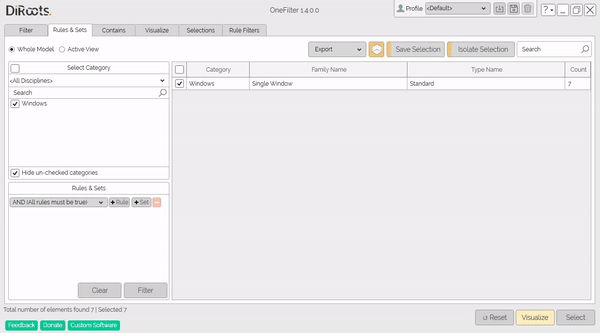 DiRoots.
OneFilter 1.4.0.0
Profile <Default>
Filter Rules & Sets Contains Visualize Selections Rule Filters
Whole Model Active View
Export Save Selection Isolate Selection Search
Select Category
<All Disciplines>
Search
Windows
Hide un-checked categories
Category Family Name Type Name Count
Windows Single Window Standard 7
Rules & Sets
AND (All rules must be true) +Rule +Set
Clear Filter
Total number of elements found 7 | Selected 7
Feedback Donate Custom Software
Reset Visualize Select